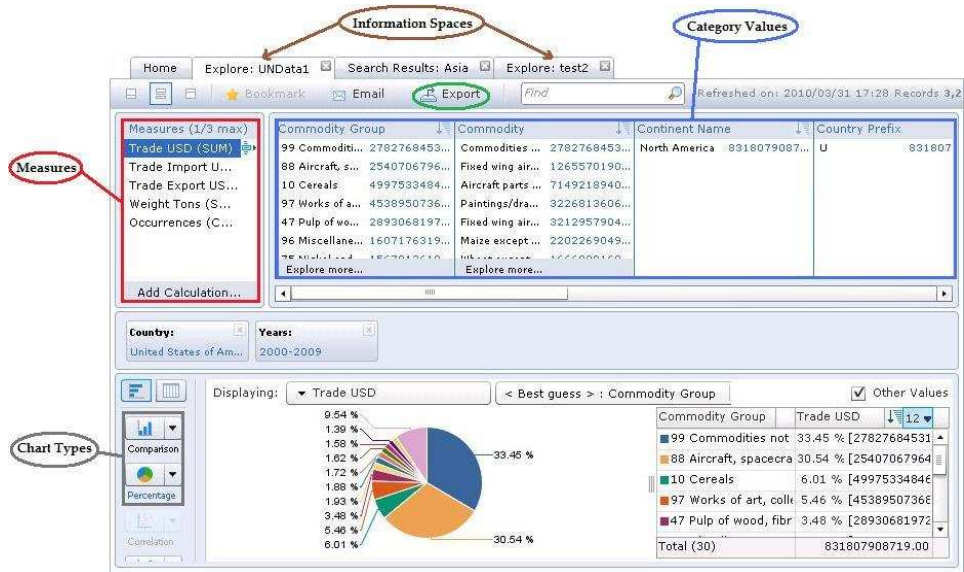 Information Spaces
Category Values
Home
Explore: UNData1
Search Results: Asia
Explore: test2
Bookmark
Email
Export
Find
Refreshed on: 2010/03/31 17:28 Records 3,2
Measures (1/3 max)
Trade USD (SUM)
Trade Import U...
Trade Export US...
Weight Tons (S...
Occurrences (C...
Add Calculation...
Measures
Commodity Group
99 Commoditi... 2782768453...
88 Aircraft, s... 2540706796...
10 Cereals 4997533484...
97 Works of a... 4538950736...
47 Pulp of wo... 2893068197...
96 Miscellane... 1607176319...
Explore more...
Commodity
Commodities ... 2782768453...
Fixed wing air... 1265570190...
Aircraft parts ... 7149218940...
Paintings/dra... 3226813606...
Fixed wing air... 3212957904...
Maize except ... 2202269049...
Explore more...
Continent Name
North America 8318079087...
Country Prefix
U 831807
Country:
United States of Am...
Years:
2000-2009
Chart Types
Comparison
Percentage
Correlation
Displaying:
Trade USD
< Best guess > : Commodity Group
Other Values
9.54 %
1.39 %
1.58 %
1.62 %
1.72 %
1.88 %
1.93 %
3.48 %
5.46 %
6.01 %
33.45 %
30.54 %
Commodity Group Trade USD 12
99 Commodities not 33.45 % [27827684531
88 Aircraft, spacecra 30.54 % [25407067964
10 Cereals 6.01 % [49975334846
97 Works of art, colle 5.46 % [45389507368
47 Pulp of wood, fibr 3.48 % [28930681972
Total (30) 831807908719.00